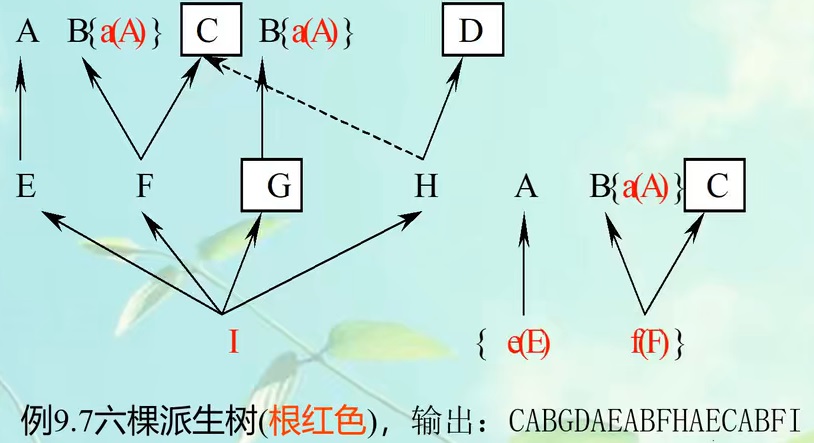 A B{a(A)} C B{a(A)} D
E F G H A B{a(A)} C
I { e(E) f(F) }
例9.7六棵派生树(根红色)，输出：CABGDAEABFHAECABFI